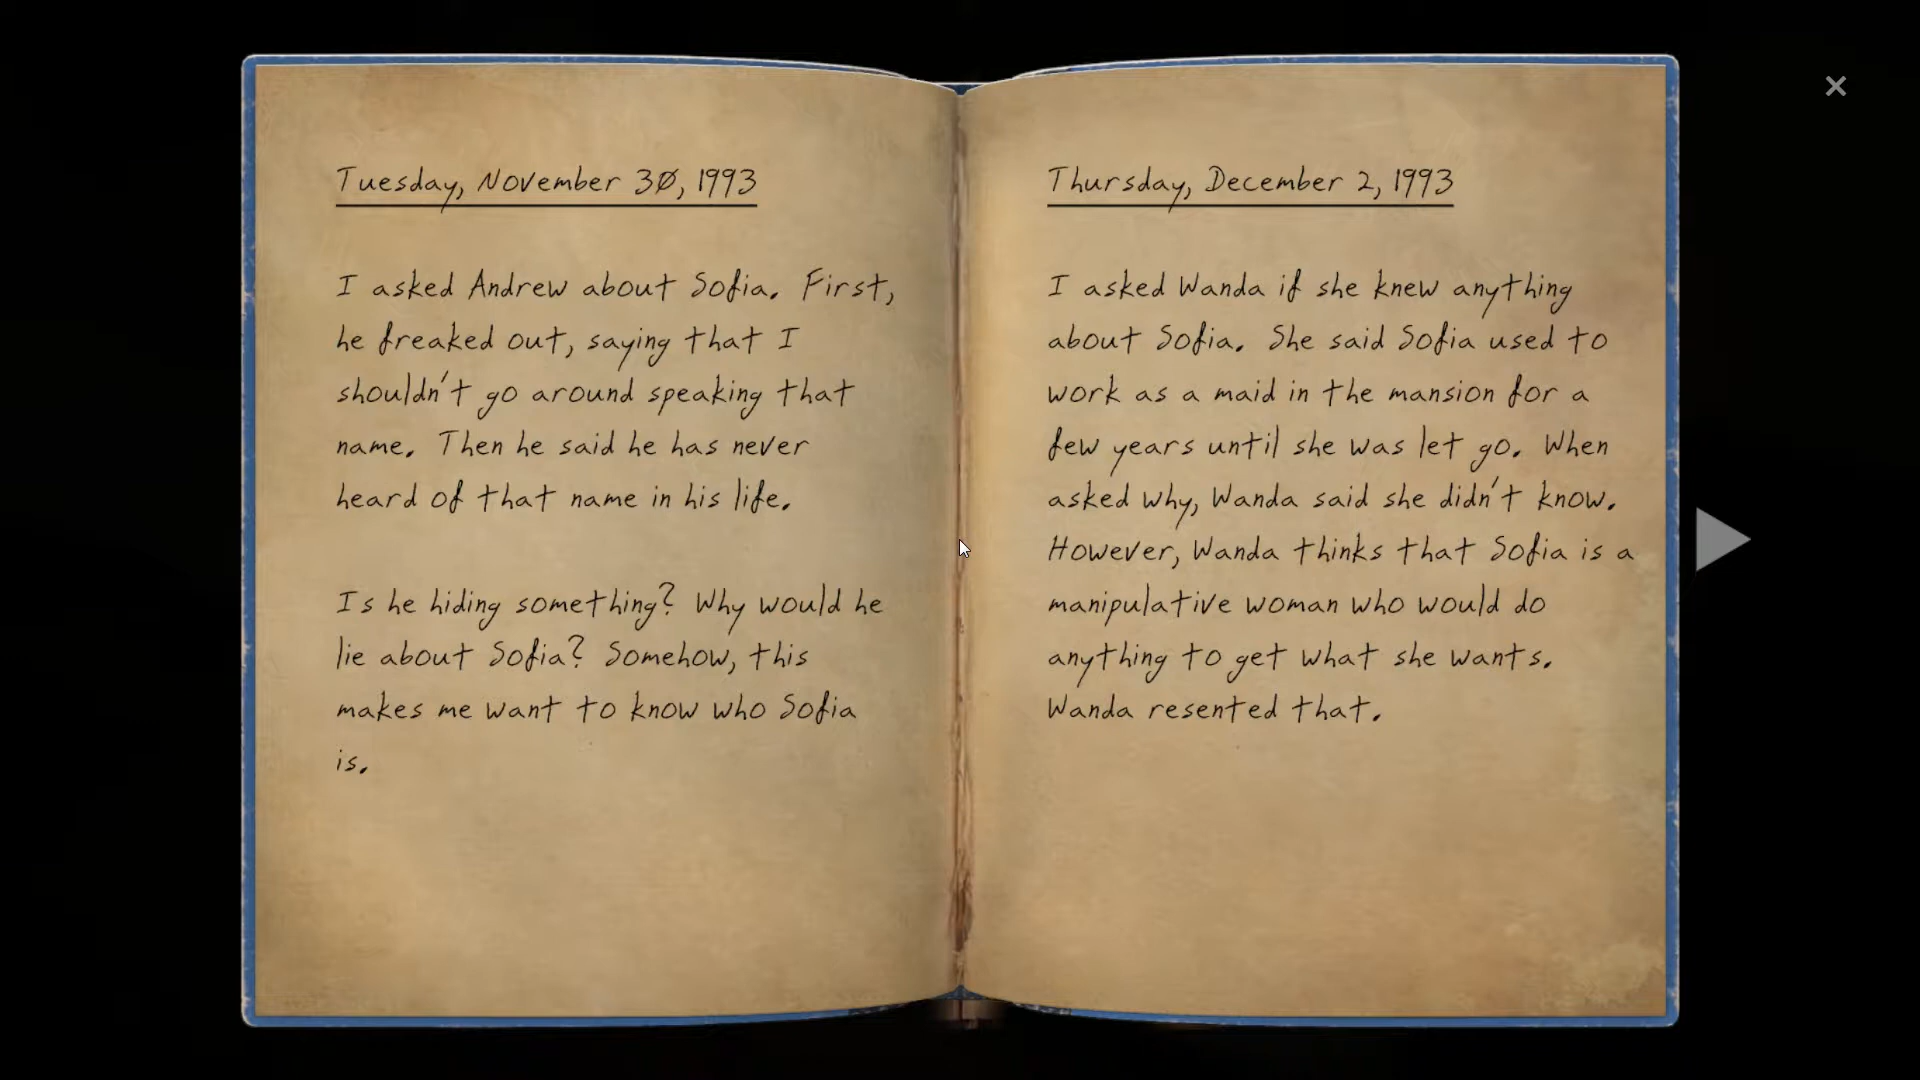 Tuesday, November 30, 1993
I asked Andrew about Sofia. First,
he freaked out, saying that I
shouldn't go around speaking that
name. Then he said he has never
heard of that name in his life.
Is he hiding something? Why would he
lie about Sofia? Somehow, this
makes me want to know who Sofia
is.
Thursday, December 2, 1993
I asked Wanda if she knew anything
about Sofia. She said Sofia used to
work as a maid in the mansion for a
few years until she was let go. When
asked why, Wanda said she didn't know.
However, Wanda thinks that Sofia is a
manipulative woman who would do
anything to get what she wants.
Wanda resented that.